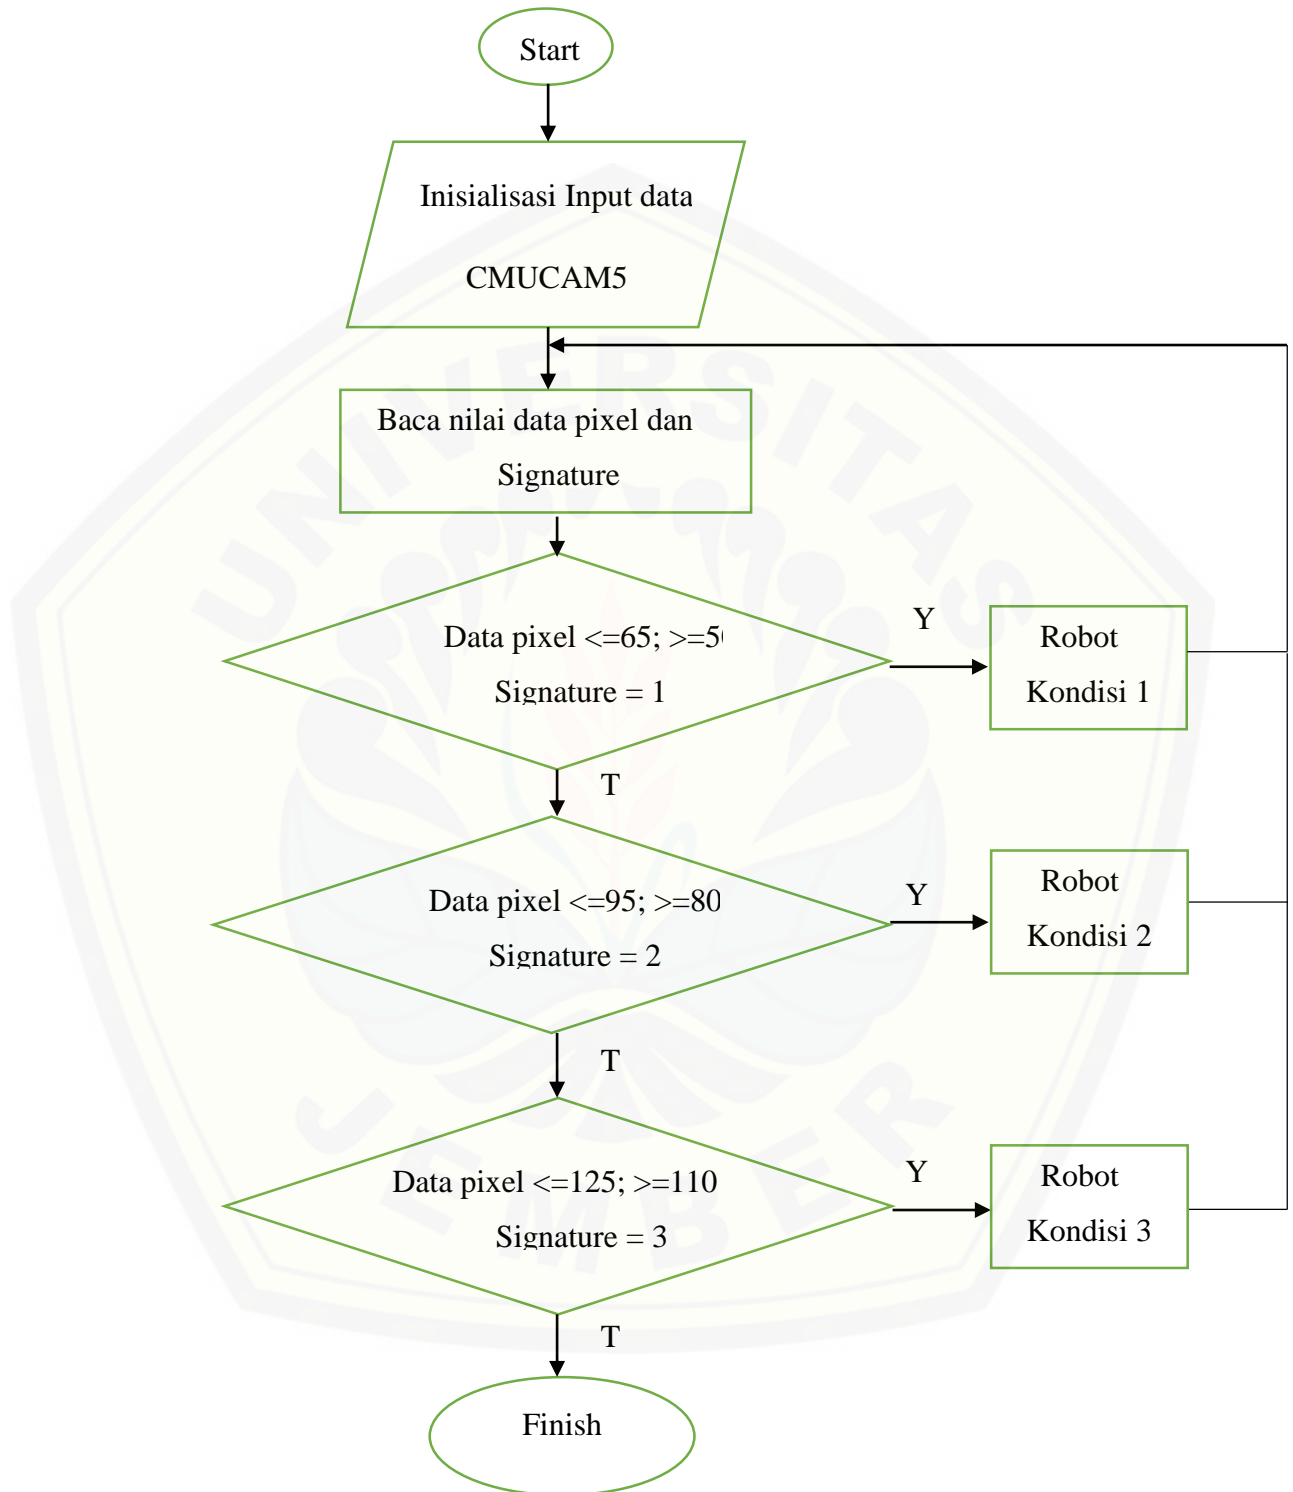 Start
Inisialisasi Input data
CMUCAM5
Baca nilai data pixel dan
Signature
Data pixel <=65; >=5
Signature = 1
Y
Robot
Kondisi 1
T
Data pixel <=95; >=80
Signature = 2
Y
Robot
Kondisi 2
T
Data pixel <=125; >=110
Signature = 3
Y
Robot
Kondisi 3
T
Finish
UNIVERSITAS
JEMBER